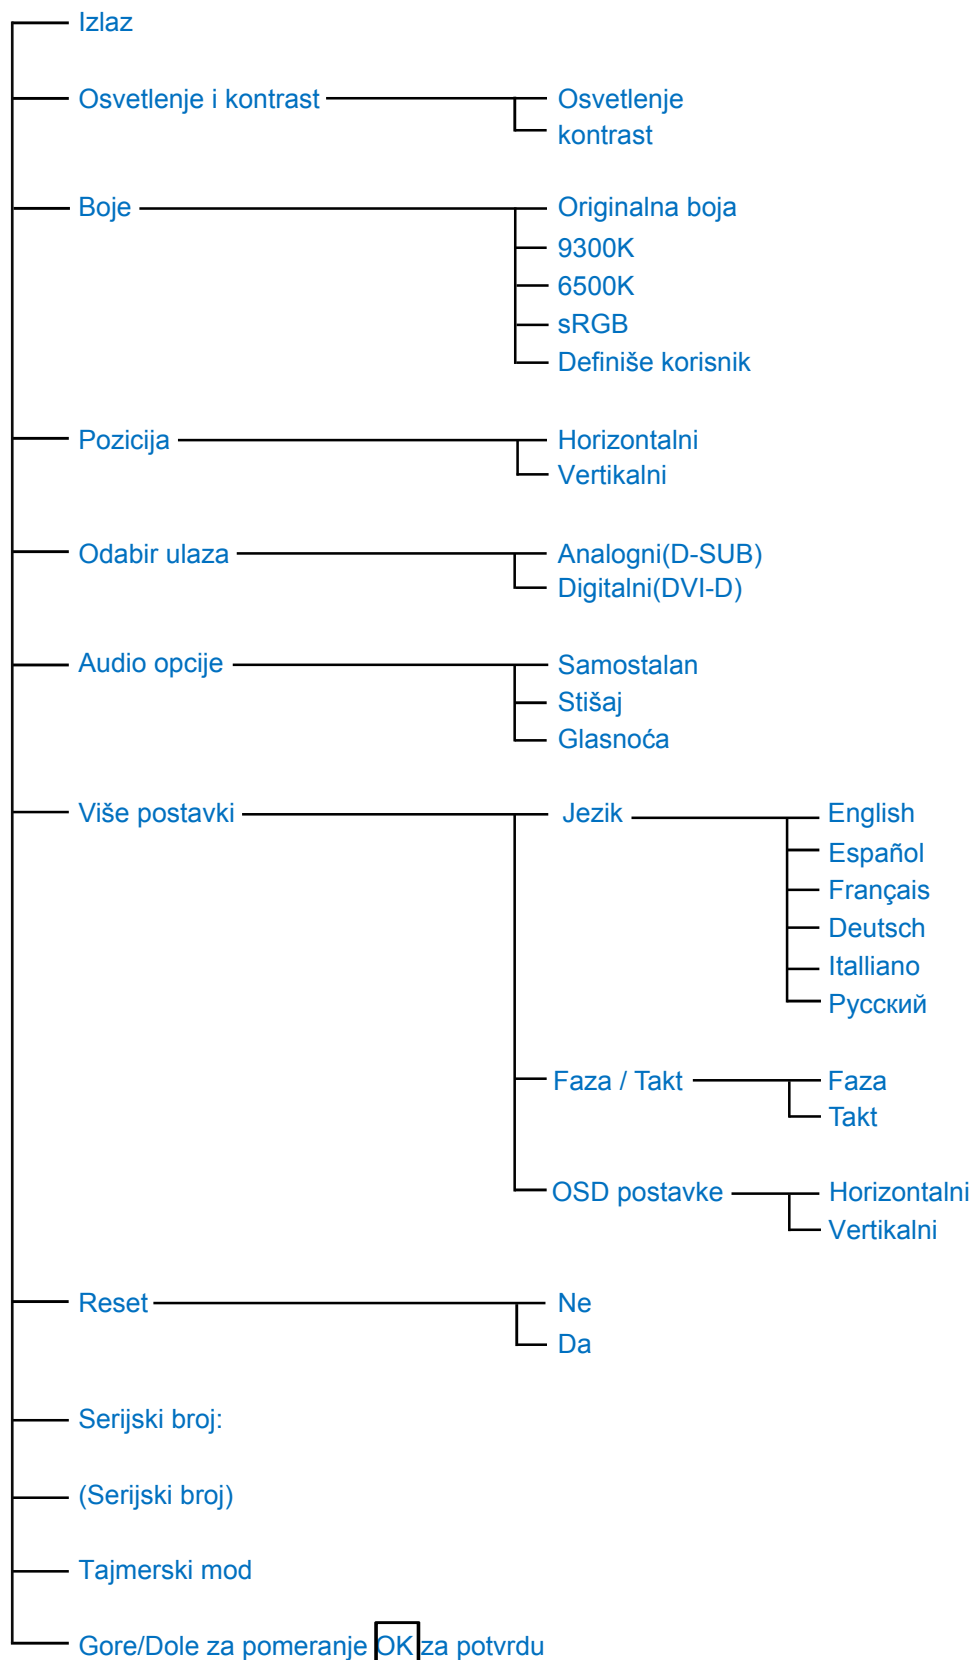 Izlaz
Osvetlenje i kontrast
Osvetlenje
kontrast
Boje
Originalna boja
9300K
6500K
sRGB
Definiše korisnik
Pozicija
Horizontalni
Vertikalni
Odabir ulaza
Analogni(D-SUB)
Digitalni(DVI-D)
Audio opcije
Samostalan
Stišaj
Glasnoća
Više postavki
Jezik
English
Español
Français
Deutsch
Italliano
Русский
Faza / Takt
Faza
Takt
OSD postavke
Horizontalni
Vertikalni
Reset
Ne
Da
Serijski broj:
(Serijski broj)
Tajmerski mod
Gore/Dole za pomeranje OK za potvrdu